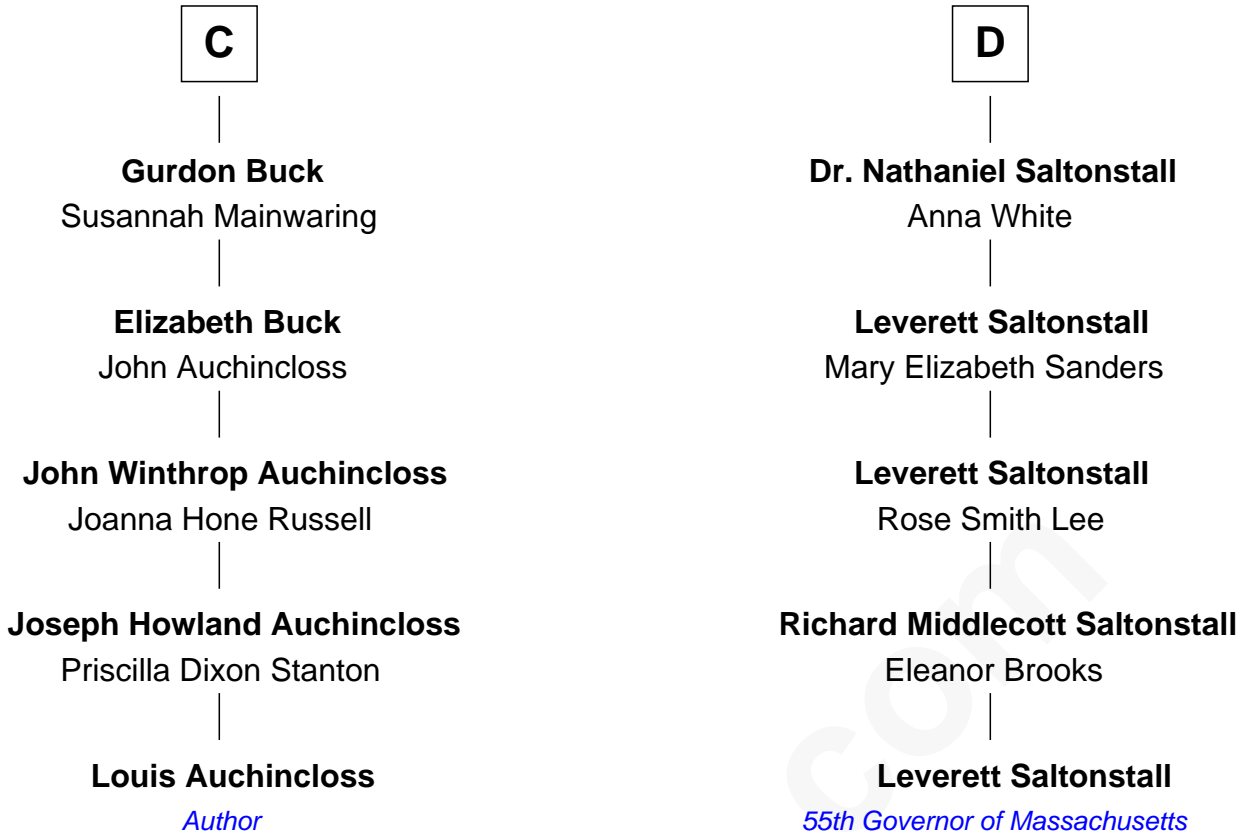 C
Gurdon Buck
Susannah Mainwaring
Elizabeth Buck
John Auchincloss
John Winthrop Auchincloss
Joanna Hone Russell
Joseph Howland Auchincloss
Priscilla Dixon Stanton
Louis Auchincloss
Author
D
Dr. Nathaniel Saltonstall
Anna White
Leverett Saltonstall
Mary Elizabeth Sanders
Leverett Saltonstall
Rose Smith Lee
Richard Middlecott Saltonstall
Eleanor Brooks
Leverett Saltonstall
55th Governor of Massachusetts
com